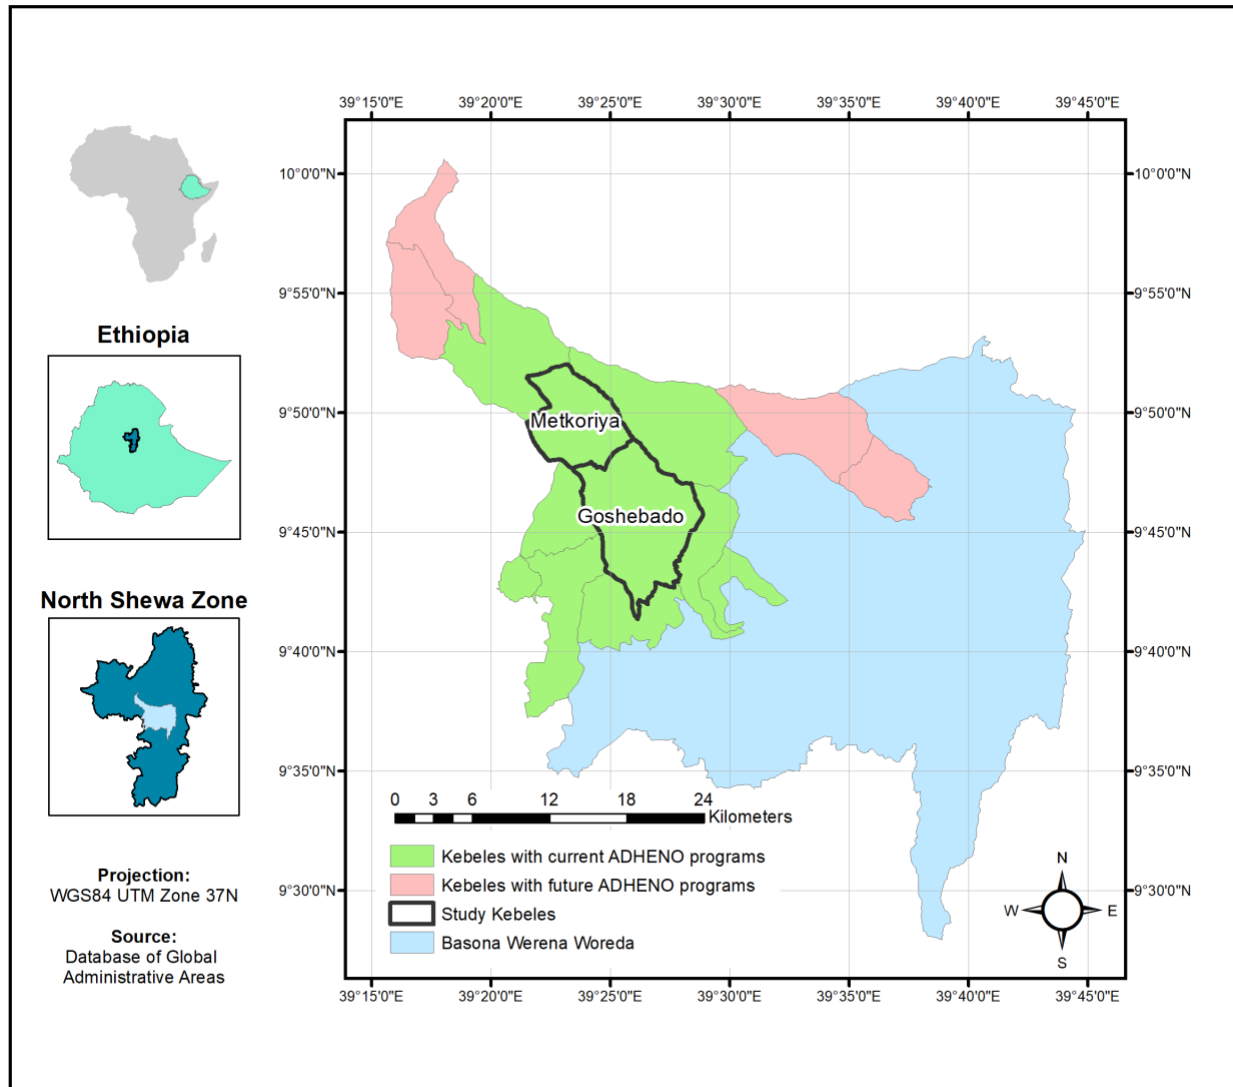 Ethiopia
North Shewa Zone
Projection:
WGS84 UTM Zone 37N
Source:
Database of Global
Administrative Areas
39°15'0"E 39°20'0"E 39°25'0"E 39°30'0"E 39°35'0"E 39°40'0"E 39°45'0"E
10°0'0"N 10°0'0"N
9°55'0"N 9°55'0"N
9°50'0"N 9°50'0"N
Metkoriya
Goshebado
9°45'0"N 9°45'0"N
9°40'0"N 9°40'0"N
9°35'0"N 9°35'0"N
0 3 6 12 18 24
Kilometers
Kebeles with current ADHENO programs
Kebeles with future ADHENO programs
9°30'0"N 9°30'0"N
Study Kebeles
Basona Werena Woreda
N
W E
S
39°15'0"E 39°20'0"E 39°25'0"E 39°30'0"E 39°35'0"E 39°40'0"E 39°45'0"E